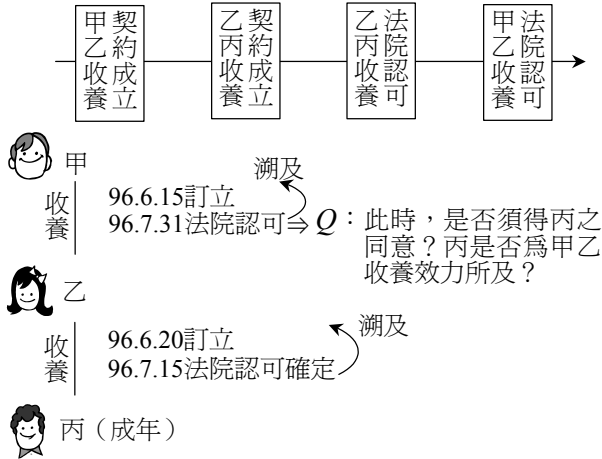 甲乙收養
契約成立
乙丙收養
契約成立
乙丙收養
法院認可
甲乙收養
法院認可
甲
收養
溯及
96.6.15訂立
96.7.31法院認可⇒Q：此時，是否須得丙之
同意？丙是否為甲乙
收養效力所及？
乙
收養
溯及
96.6.20訂立
96.7.15法院認可確定
丙（成年）